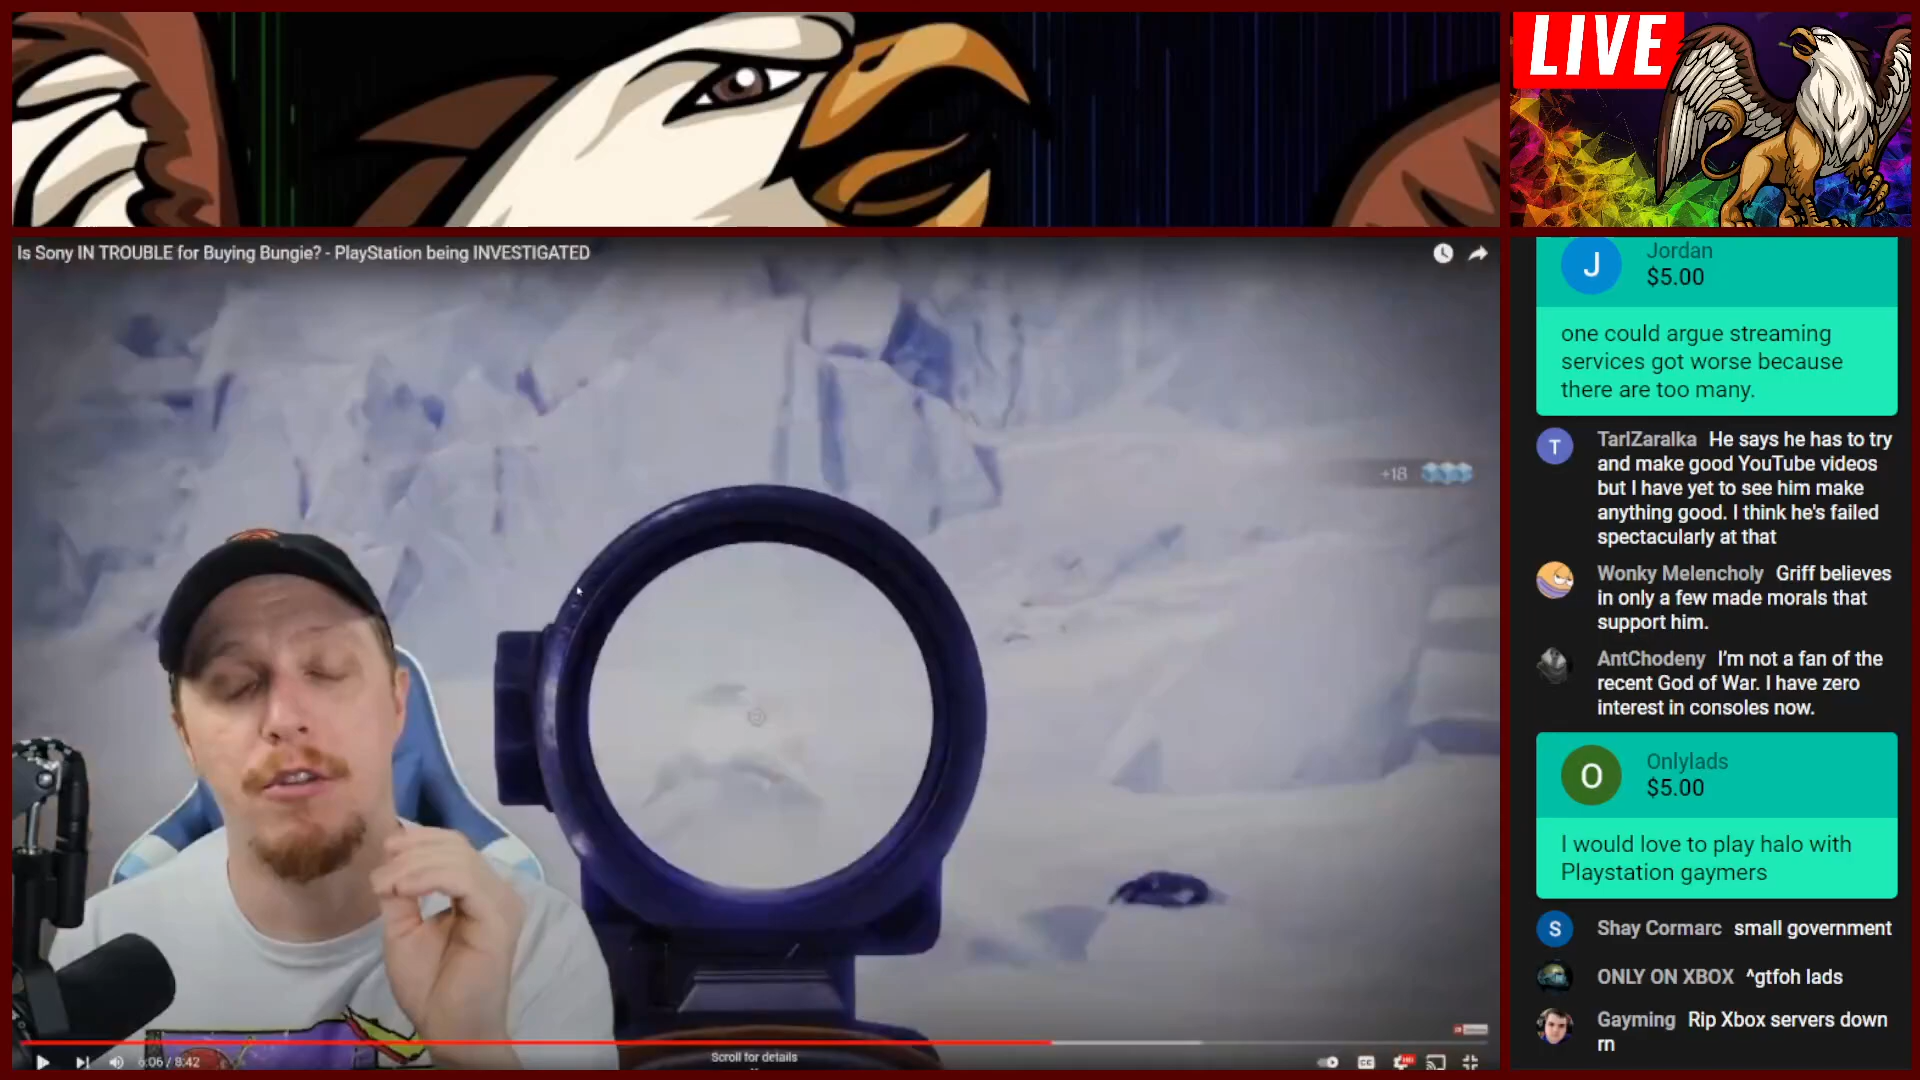 LIVE
Is Sony IN TROUBLE for Buying Bungie? - PlayStation being INVESTIGATED
+18
6:06 / 8:42
Scroll for details
CC
HD
J
Jordan
$5.00
one could argue streaming
services got worse because
there are too many.
T
TarlZaralka He says he has to try
and make good YouTube videos
but I have yet to see him make
anything good. I think he's failed
spectacularly at that
Wonky Melencholy Griff believes
in only a few made morals that
support him.
AntChodeny I'm not a fan of the
recent God of War. I have zero
interest in consoles now.
O
Onlylads
$5.00
I would love to play halo with
Playstation gaymers
S
Shay Cormarc small government
ONLY ON XBOX ^gtfoh lads
Gayming Rip Xbox servers down
rn